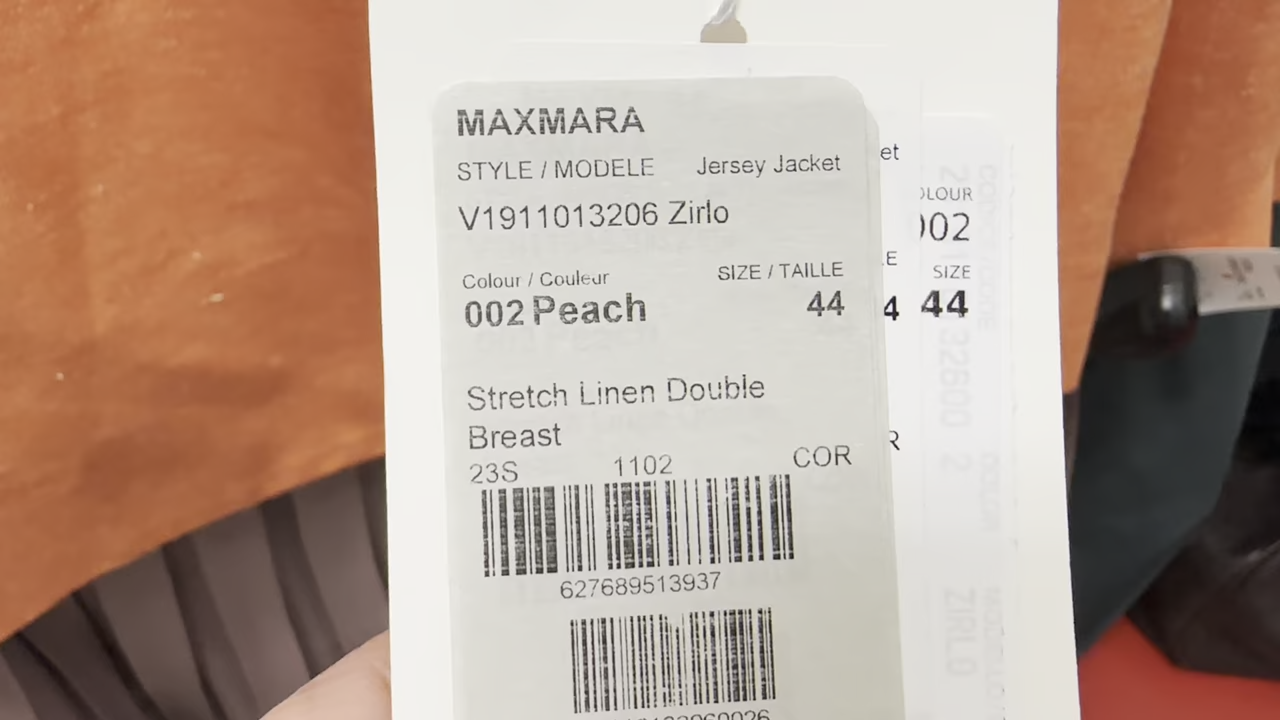 MAXMARA
STYLE / MODELE Jersey Jacket
V1911013206 Zirlo
Colour / Couleur SIZE / TAILLE
002 Peach 44
Stretch Linen Double
Breast
23S 1102 COR
627689513937
002
SIZE
44
ZIRLO